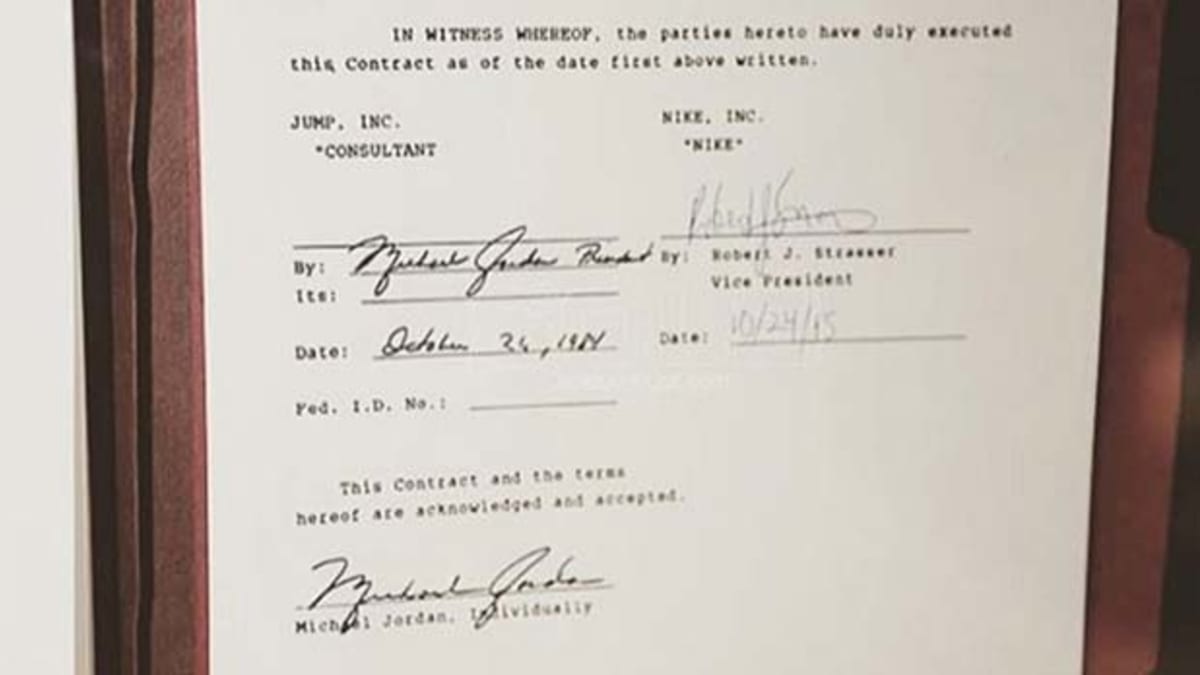 IN WITNESS WHEREOF, the parties hereto have duly executed
this Contract as of the date first above written.
JUMP, INC.
"CONSULTANT
NIKE, INC.
"NIKE"
By: Michael Jordan President
Its:
By: Robert J. Strasser
Vice President
Date: October 26, 1984
Date: 10/24/
Fed. I.D. No.:
This Contract and the terms
hereof are acknowledged and accepted.
Michael Jordan
Michael Jordan, Individually